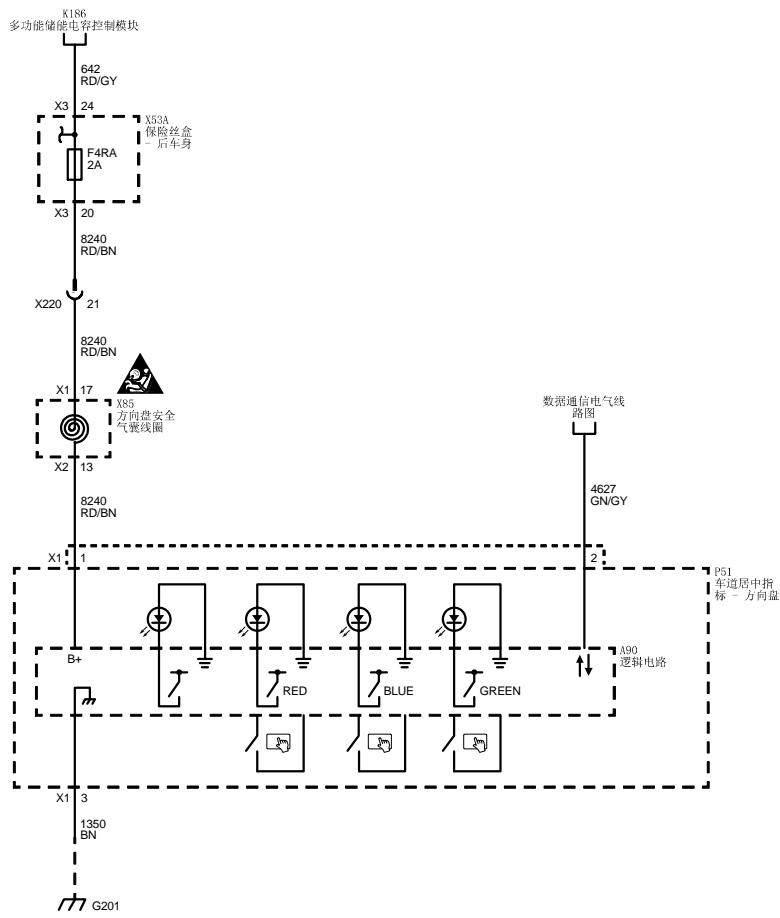 K186
多功能储能电容控制模块
642
RD/GY
X3 24
X53A
保险丝盒
- 后车身
F4RA
2A
X3 20
8240
RD/BN
X220 21
8240
RD/BN
X1 17
X85
方向盘安全
气囊线圈
X2 13
数据通信电气线
路图
8240
RD/BN
4627
GN/GY
X1 1
2
P51
车道居中指
标 - 方向盘
B+
A90
逻辑电路
RED
BLUE
GREEN
X1 3
1350
BN
G201